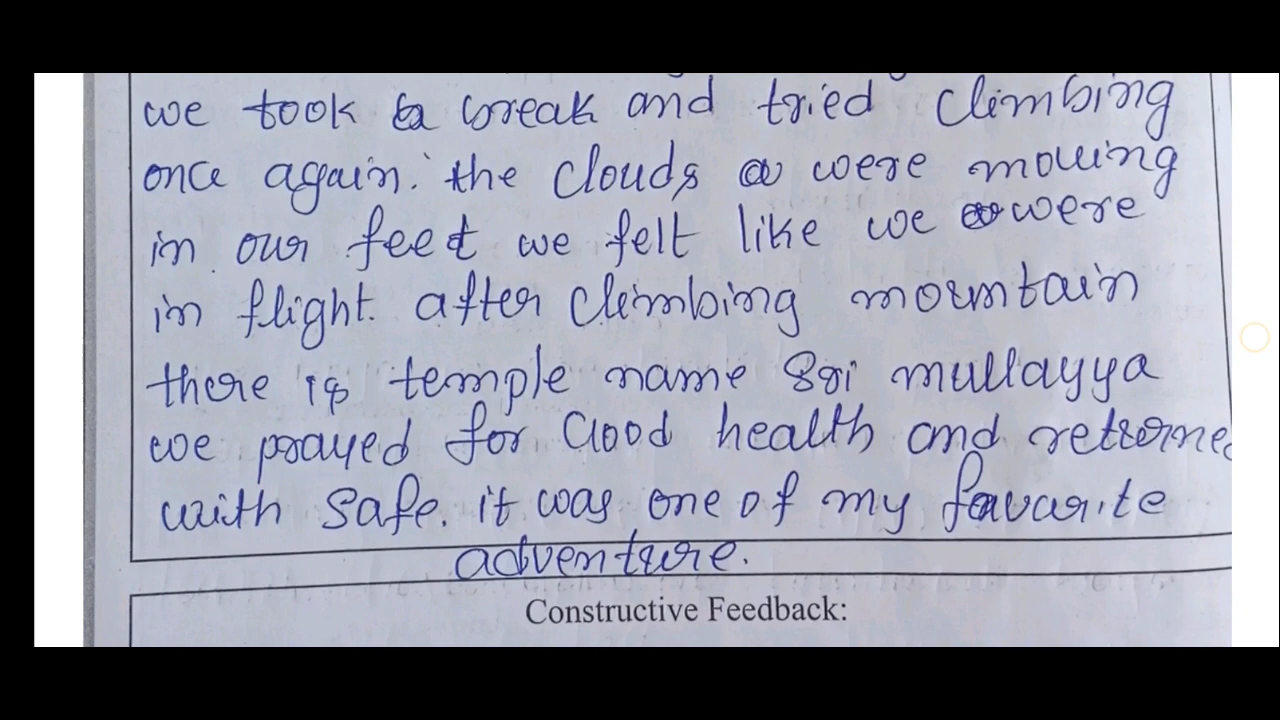 we took a break and tried climbing
once again. the clouds were moving
in our feet we felt like we were
in flight. after climbing mountain
there is temple name Sri mullayya
we prayed for Good health and returne
with safe. it was one of my favarite
adventure.
Constructive Feedback: